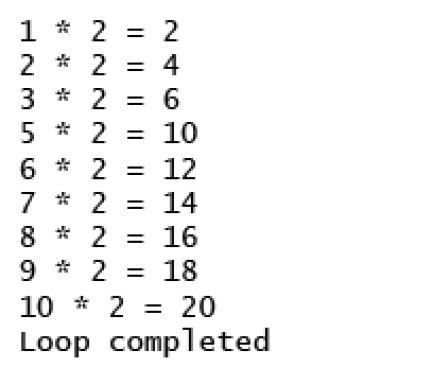 1 * 2 = 2
2 * 2 = 4
3 * 2 = 6
5 * 2 = 10
6 * 2 = 12
7 * 2 = 14
8 * 2 = 16
9 * 2 = 18
10 * 2 = 20
Loop completed